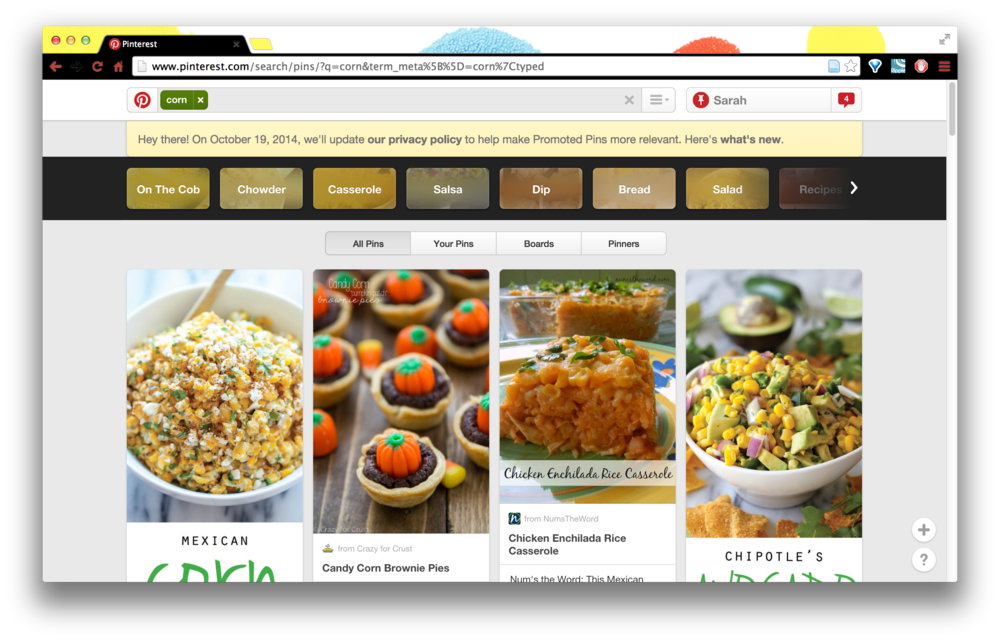 Pinterest
www.pinterest.com/search/pins/?q=corn&term_meta%5B%5D=corn%7Ctyped
corn x
Sarah
4
Hey there! On October 19, 2014, we'll update our privacy policy to help make Promoted Pins more relevant. Here's what's new.
On The Cob
Chowder
Casserole
Salsa
Dip
Bread
Salad
Recipes
All Pins
Your Pins
Boards
Pinners
MEXICAN
corn
Candy Corn
brownie pies
© Crazy For Crust
from Crazy for Crust
Candy Corn Brownie Pies
Chicken Enchilada Rice Casserole
from NumsTheWord
Chicken Enchilada Rice
Casserole
Num's the Word: This Mexican
CHIPOTLE'S
+
?